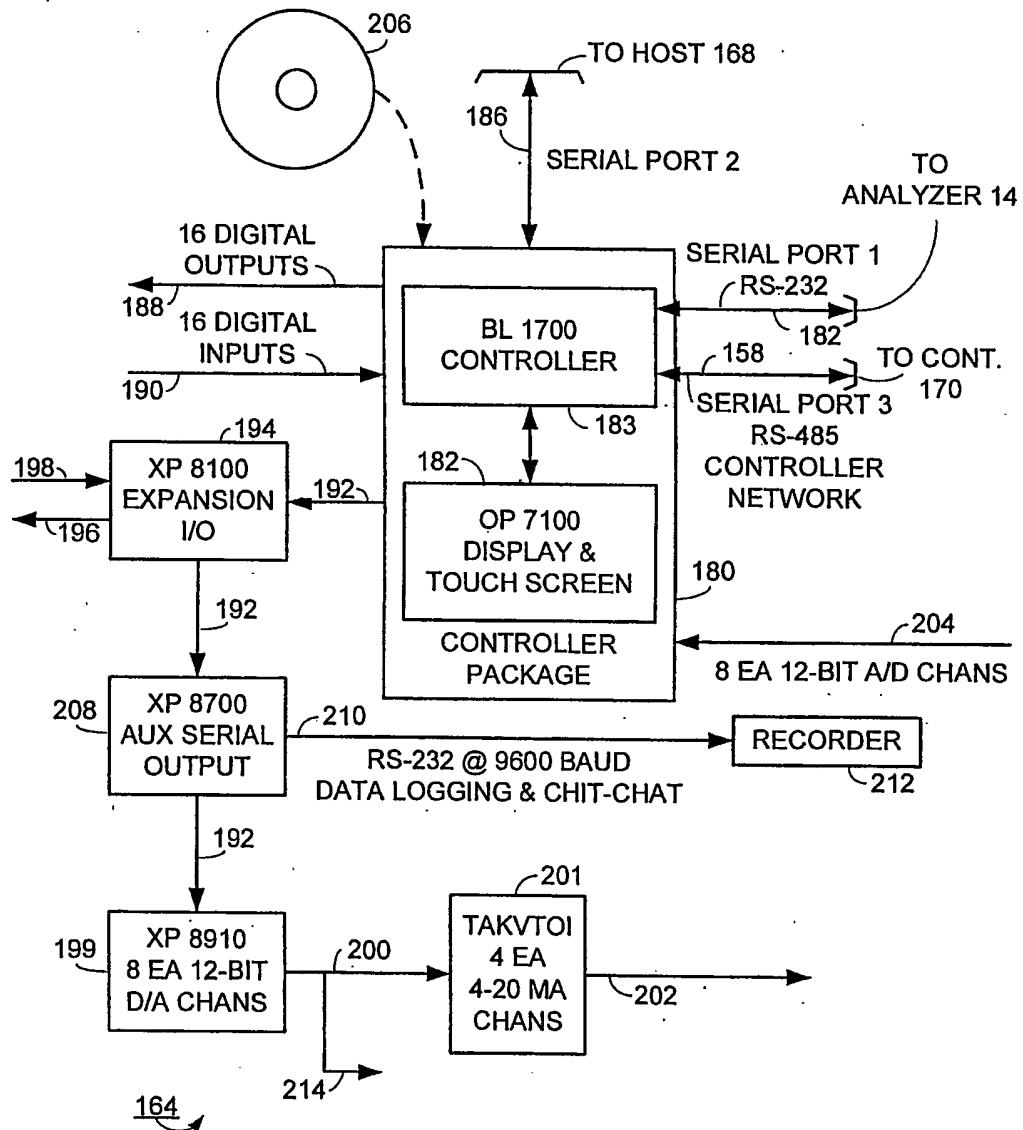 206
TO HOST 168
186
SERIAL PORT 2
TO
ANALYZER 14
16 DIGITAL
OUTPUTS
188
SERIAL PORT 1
RS-232
182
16 DIGITAL
INPUTS
190
BL 1700
CONTROLLER
183
158
TO CONT.
170
SERIAL PORT 3
RS-485
CONTROLLER
NETWORK
194
198
XP 8100
EXPANSION
I/O
196
192
182
OP 7100
DISPLAY &
TOUCH SCREEN
180
CONTROLLER
PACKAGE
204
8 EA 12-BIT A/D CHANS
192
208
XP 8700
AUX SERIAL
OUTPUT
210
RS-232 @ 9600 BAUD
DATA LOGGING & CHIT-CHAT
RECORDER
212
192
199
XP 8910
8 EA 12-BIT
D/A CHANS
200
214
201
TAKVTOI
4 EA
4-20 MA
CHANS
202
164